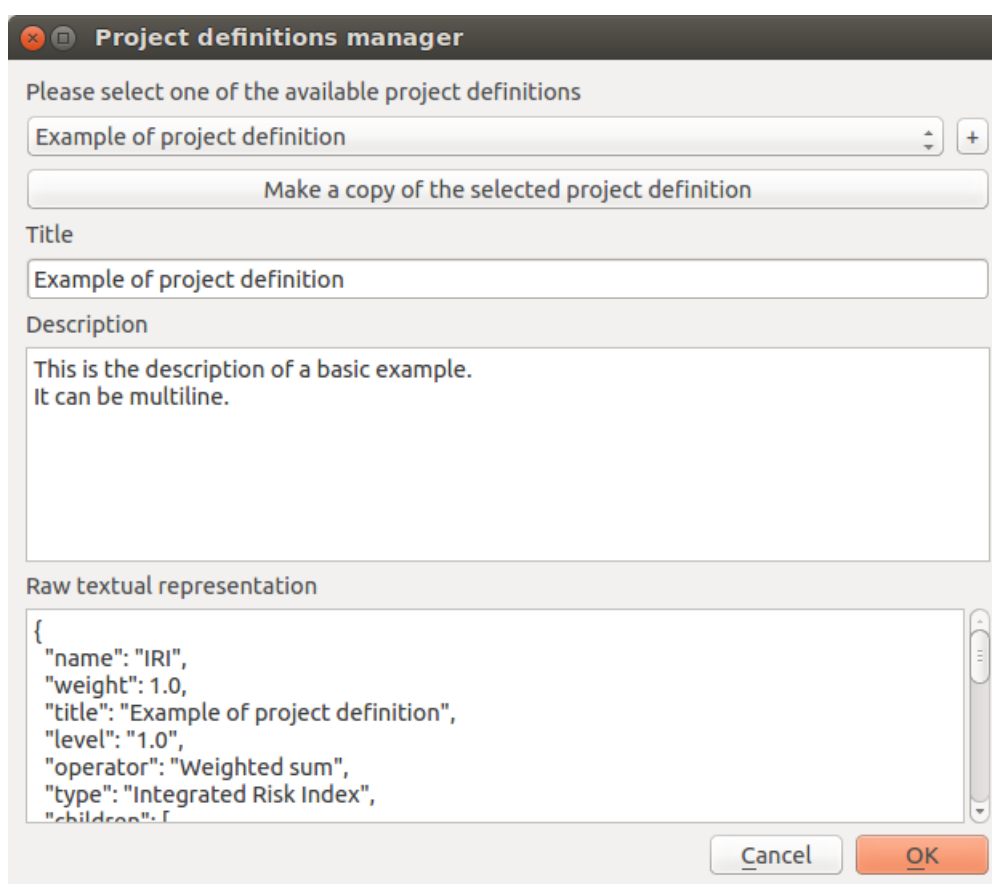 Project definitions manager
Please select one of the available project definitions
Example of project definition
+
Make a copy of the selected project definition
Title
Example of project definition
Description
This is the description of a basic example.
It can be multiline.
Raw textual representation
{
"name": "IRI",
"weight": 1.0,
"title": "Example of project definition",
"level": "1.0",
"operator": "Weighted sum",
"type": "Integrated Risk Index",
"children": [
Cancel
OK